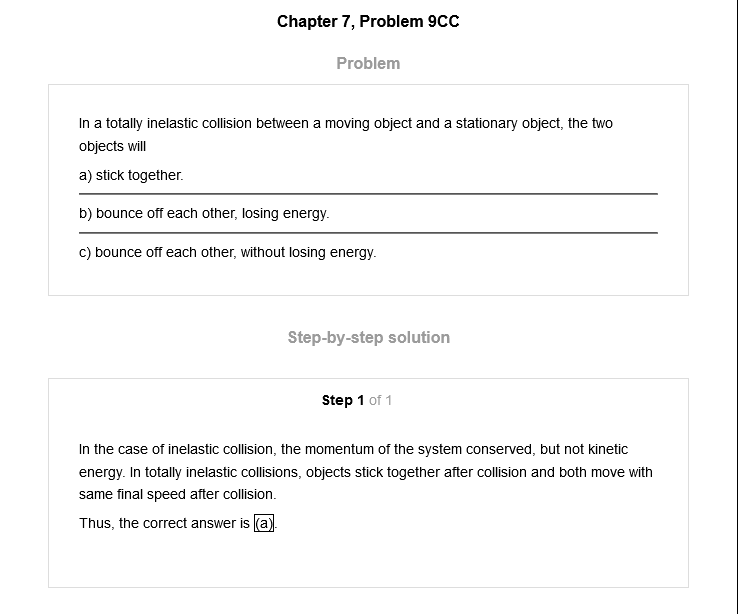 Chapter 7, Problem 9CC
Problem
In a totally inelastic collision between a moving object and a stationary object, the two
objects will
a) stick together.
b) bounce off each other, losing energy.
c) bounce off each other, without losing energy.
Step-by-step solution
Step 1 of 1
In the case of inelastic collision, the momentum of the system conserved, but not kinetic
energy. In totally inelastic collisions, objects stick together after collision and both move with
same final speed after collision.
Thus, the correct answer is (a).